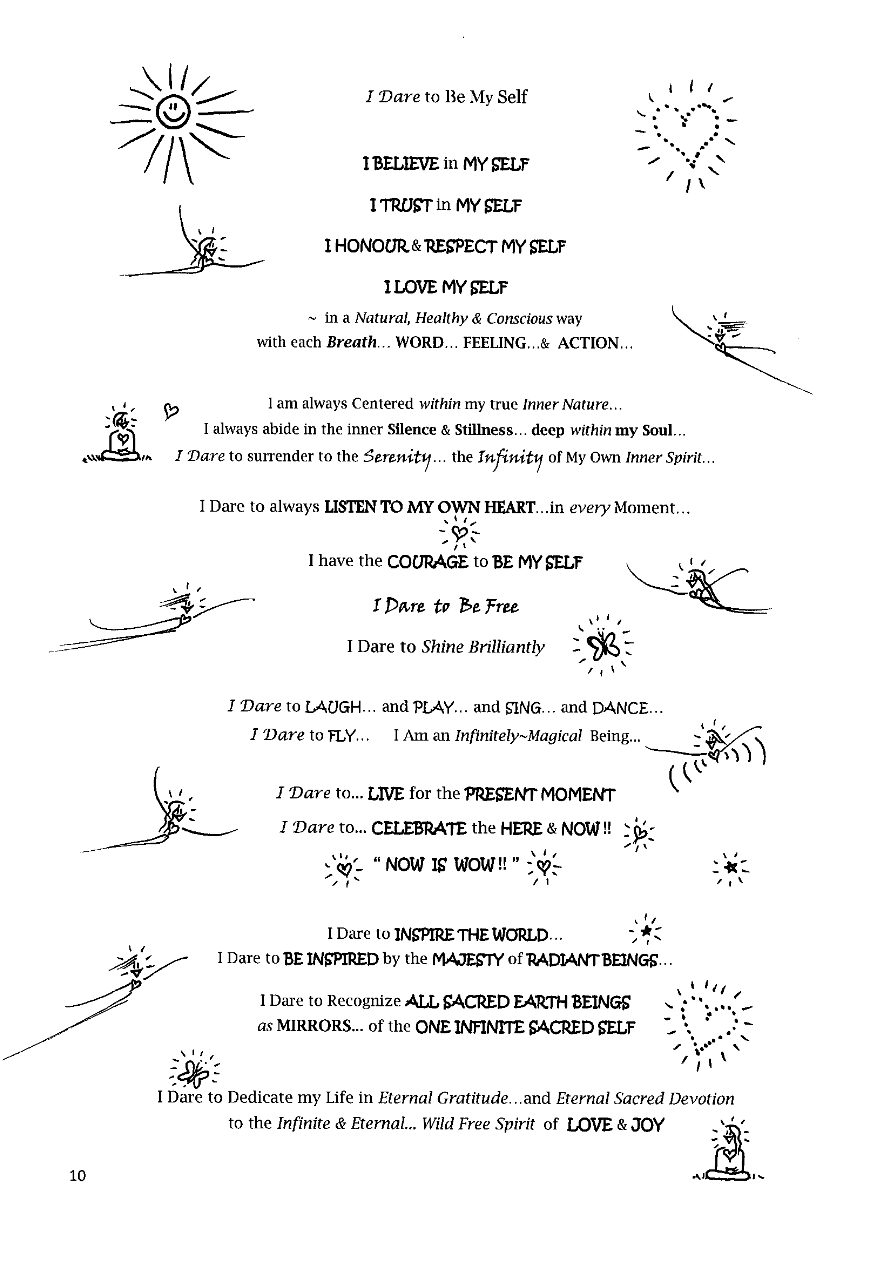 I Dare to Be My Self
I BELIEVE in MY SELF
I TRUST in MY SELF
I HONOUR & RESPECT MY SELF
I LOVE MY SELF
~ in a Natural, Healthy & Conscious way
with each Breath... WORD... FEELING...& ACTION...
I am always Centered within my true Inner Nature...
I always abide in the inner Silence & Stillness... deep within my Soul...
I Dare to surrender to the Serenity... the Infinity of My Own Inner Spirit...
I Dare to always LISTEN TO MY OWN HEART...in every Moment...
I have the COURAGE to BE MY SELF
I Dare to Be Free
I Dare to Shine Brilliantly
I Dare to LAUGH... and PLAY... and SING... and DANCE...
I Dare to FLY... I Am an Infinitely~Magical Being...
I Dare to... LIVE for the PRESENT MOMENT
I Dare to... CELEBRATE the HERE & NOW !!
" NOW IS WOW !! "
I Dare to INSPIRE THE WORLD...
I Dare to BE INSPIRED by the MAJESTY of RADIANT BEINGS...
I Dare to Recognize ALL SACRED EARTH BEINGS
as MIRRORS... of the ONE INFINITE SACRED SELF
I Dare to Dedicate my Life in Eternal Gratitude...and Eternal Sacred Devotion
to the Infinite & Eternal... Wild Free Spirit of LOVE & JOY
10